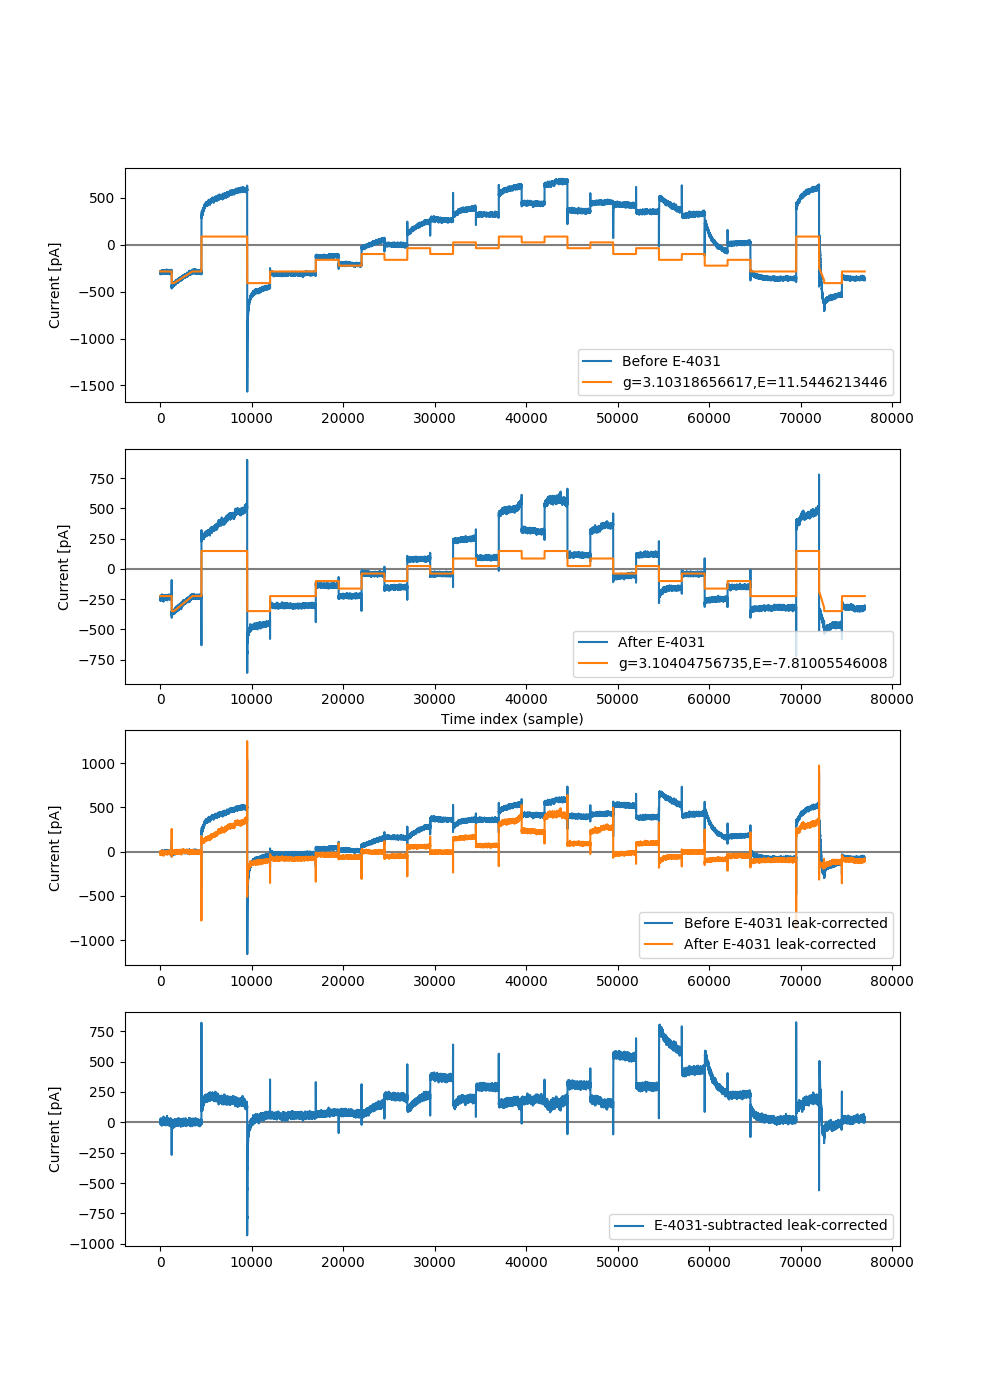 500
0
−500
−1000
−1500
Current [pA]
Before E-4031
g=3.10318656617,E=11.5446213446
0 10000 20000 30000 40000 50000 60000 70000 80000
750
500
250
0
−250
−500
−750
Current [pA]
After E-4031
g=3.10404756735,E=-7.81005546008
0 10000 20000 30000 40000 50000 60000 70000 80000
Time index (sample)
1000
500
0
−500
−1000
Current [pA]
Before E-4031 leak-corrected
After E-4031 leak-corrected
0 10000 20000 30000 40000 50000 60000 70000 80000
750
500
250
0
−250
−500
−750
−1000
Current [pA]
E-4031-subtracted leak-corrected
0 10000 20000 30000 40000 50000 60000 70000 80000